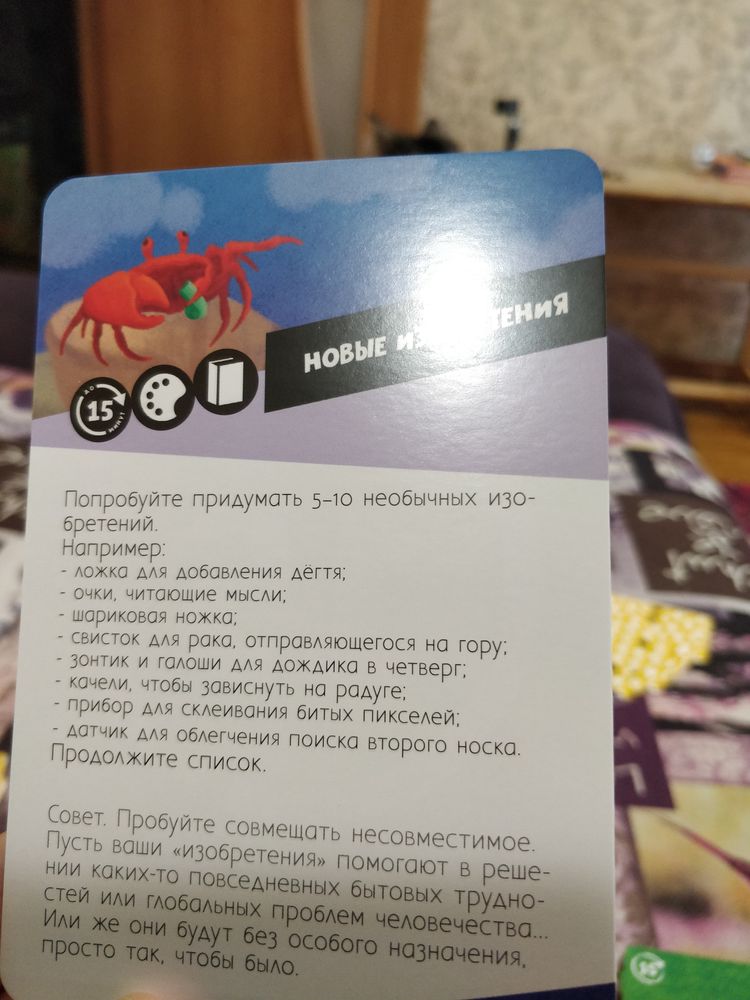 НОВЫЕ
до
15
минут
Попробуйте придумать 5-10 необычных изо-
бретений.
Например:
- ложка для добавления дёгтя;
- очки, читающие мысли;
- шариковая ножка;
- свисток для рака, отправляющегося на гору;
- зонтик и галоши для дождика в четверг;
- качели, чтобы зависнуть на радуге;
- прибор для склеивания битых пикселей;
- датчик для облегчения поиска второго носка.
Продолжите список.
Совет. Пробуйте совмещать несовместимое.
Пусть ваши «изобретения» помогают в реше-
нии каких-то повседневных бытовых трудно-
стей или глобальных проблем человечества...
Или же они будут без особого назначения,
просто так, чтобы было.
15